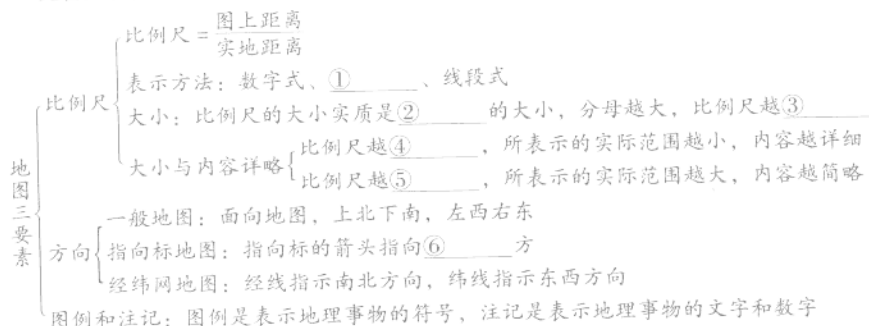 比例尺 = 图上距离/实地距离
表示方法：数字式、①______、线段式
比例尺
大小：比例尺的大小实质是②______的大小，分母越大，比例尺越③______
大小与内容详略
比例尺越④______，所表示的实际范围越小，内容越详细
比例尺越⑤______，所表示的实际范围越大，内容越简略
地图三要素
一般地图：面向地图，上北下南，左西右东
方向
指向标地图：指向标的箭头指向⑥______方
经纬网地图：经线指示南北方向，纬线指示东西方向
图例和注记：图例是表示地理事物的符号，注记是表示地理事物的文字和数字